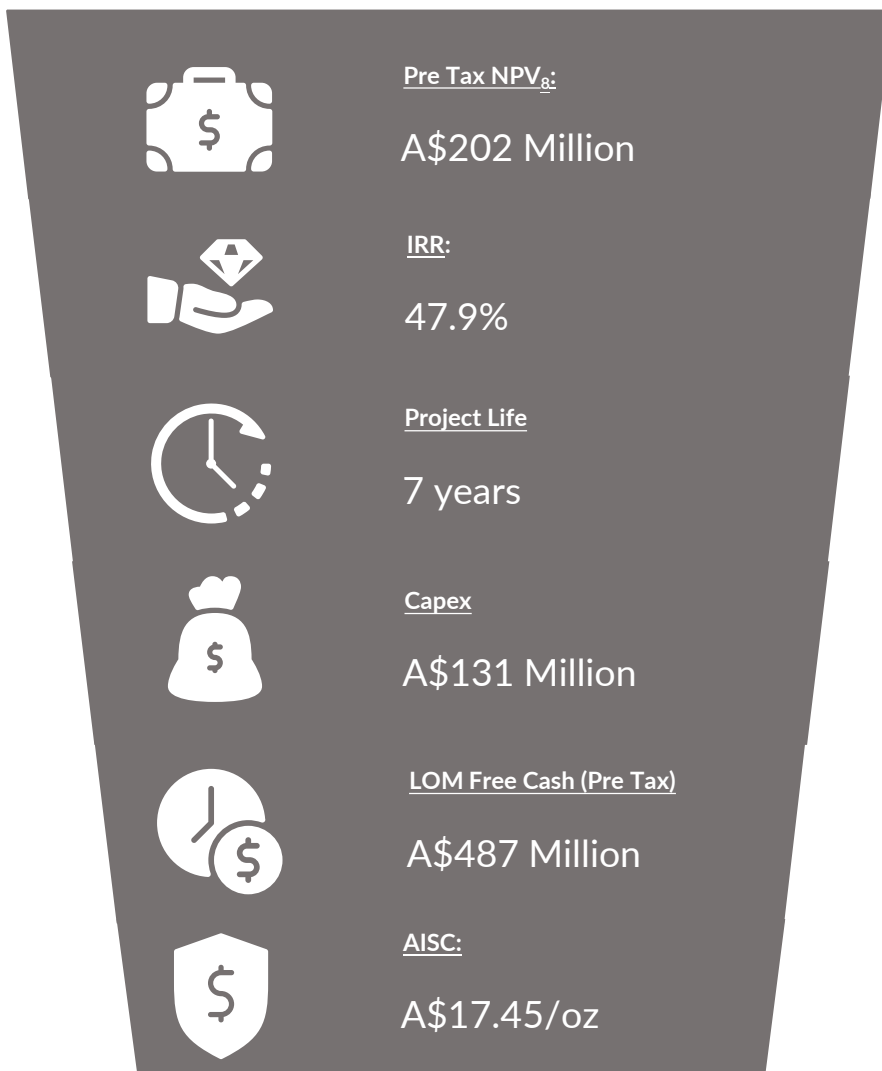 Pre Tax NPV8:
$
A$202 Million
IRR:
47.9%
Project Life
7 years
Capex
$
A$131 Million
LOM Free Cash (Pre Tax)
$
A$487 Million
AISC:
$
A$17.45/oz